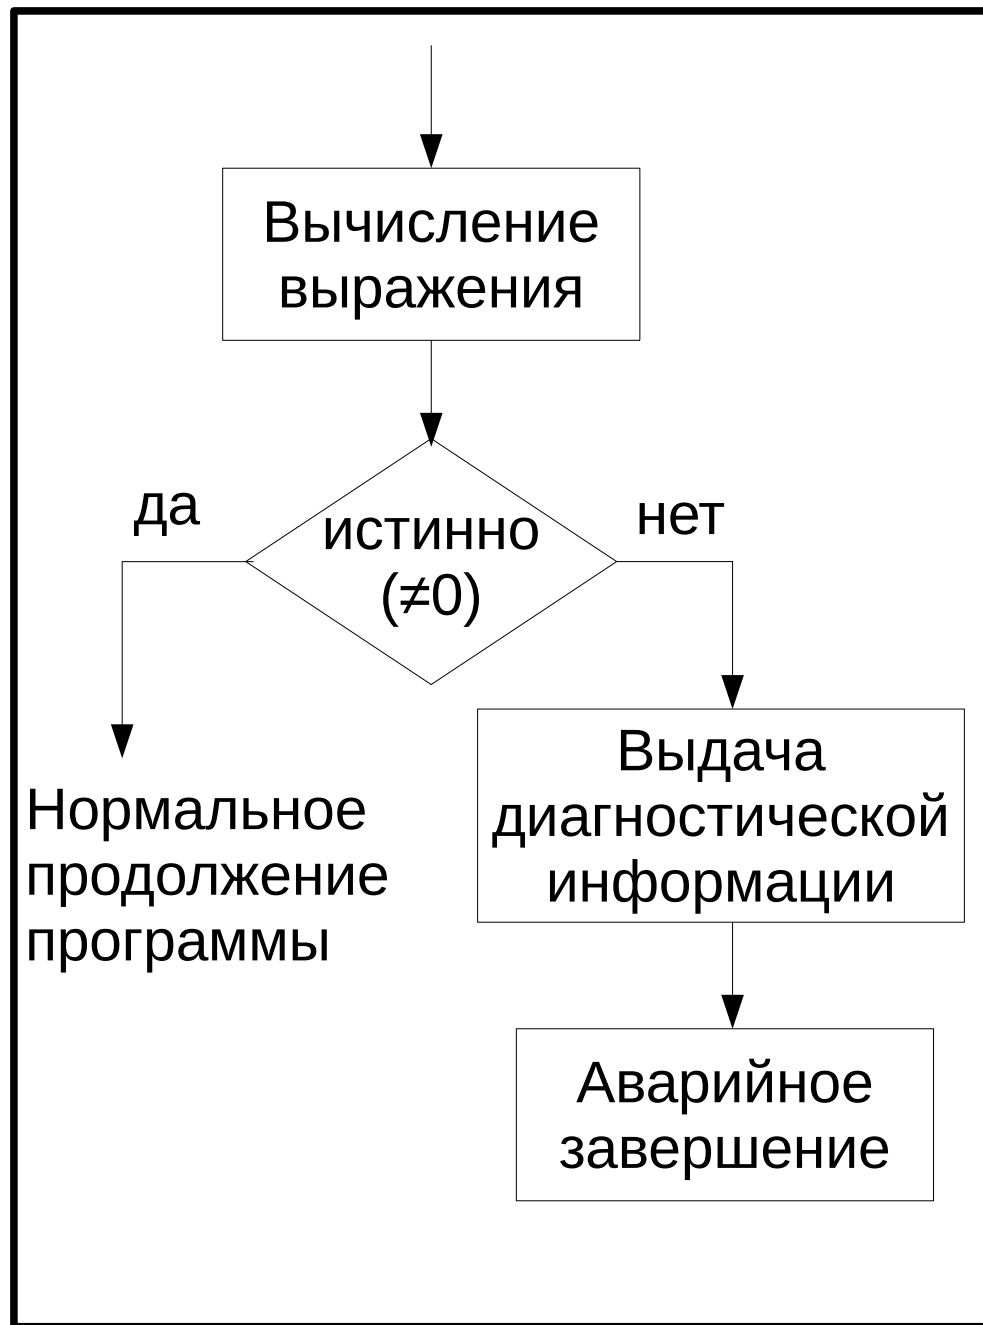 Вычисление
выражения
да
нет
истинно
(≠0)
Нормальное
продолжение
программы
Выдача
диагностической
информации
Аварийное
завершение